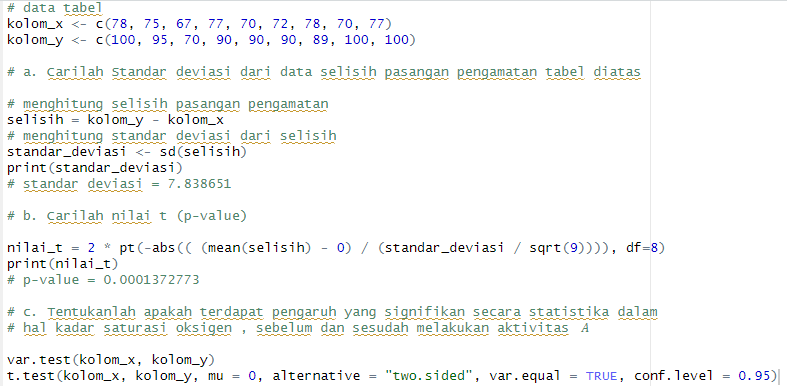 # data tabel
kolom_x <- c(78, 75, 67, 77, 70, 72, 78, 70, 77)
kolom_y <- c(100, 95, 70, 90, 90, 90, 89, 100, 100)
# a. Carilah Standar deviasi dari data selisih pasangan pengamatan tabel diatas
# menghitung selisih pasangan pengamatan
selisih = kolom_y - kolom_x
# menghitung standar deviasi dari selisih
standar_deviasi <- sd(selisih)
print(standar_deviasi)
# standar deviasi = 7.838651
# b. Carilah nilai t (p-value)
nilai_t = 2 * pt(-abs(( (mean(selisih) - 0) / (standar_deviasi / sqrt(9)))), df=8)
print(nilai_t)
# p-value = 0.0001372773
# c. Tentukanlah apakah terdapat pengaruh yang signifikan secara statistika dalam
# hal kadar saturasi oksigen , sebelum dan sesudah melakukan aktivitas 𝐴
var.test(kolom_x, kolom_y)
t.test(kolom_x, kolom_y, mu = 0, alternative = "two.sided", var.equal = TRUE, conf.level = 0.95)